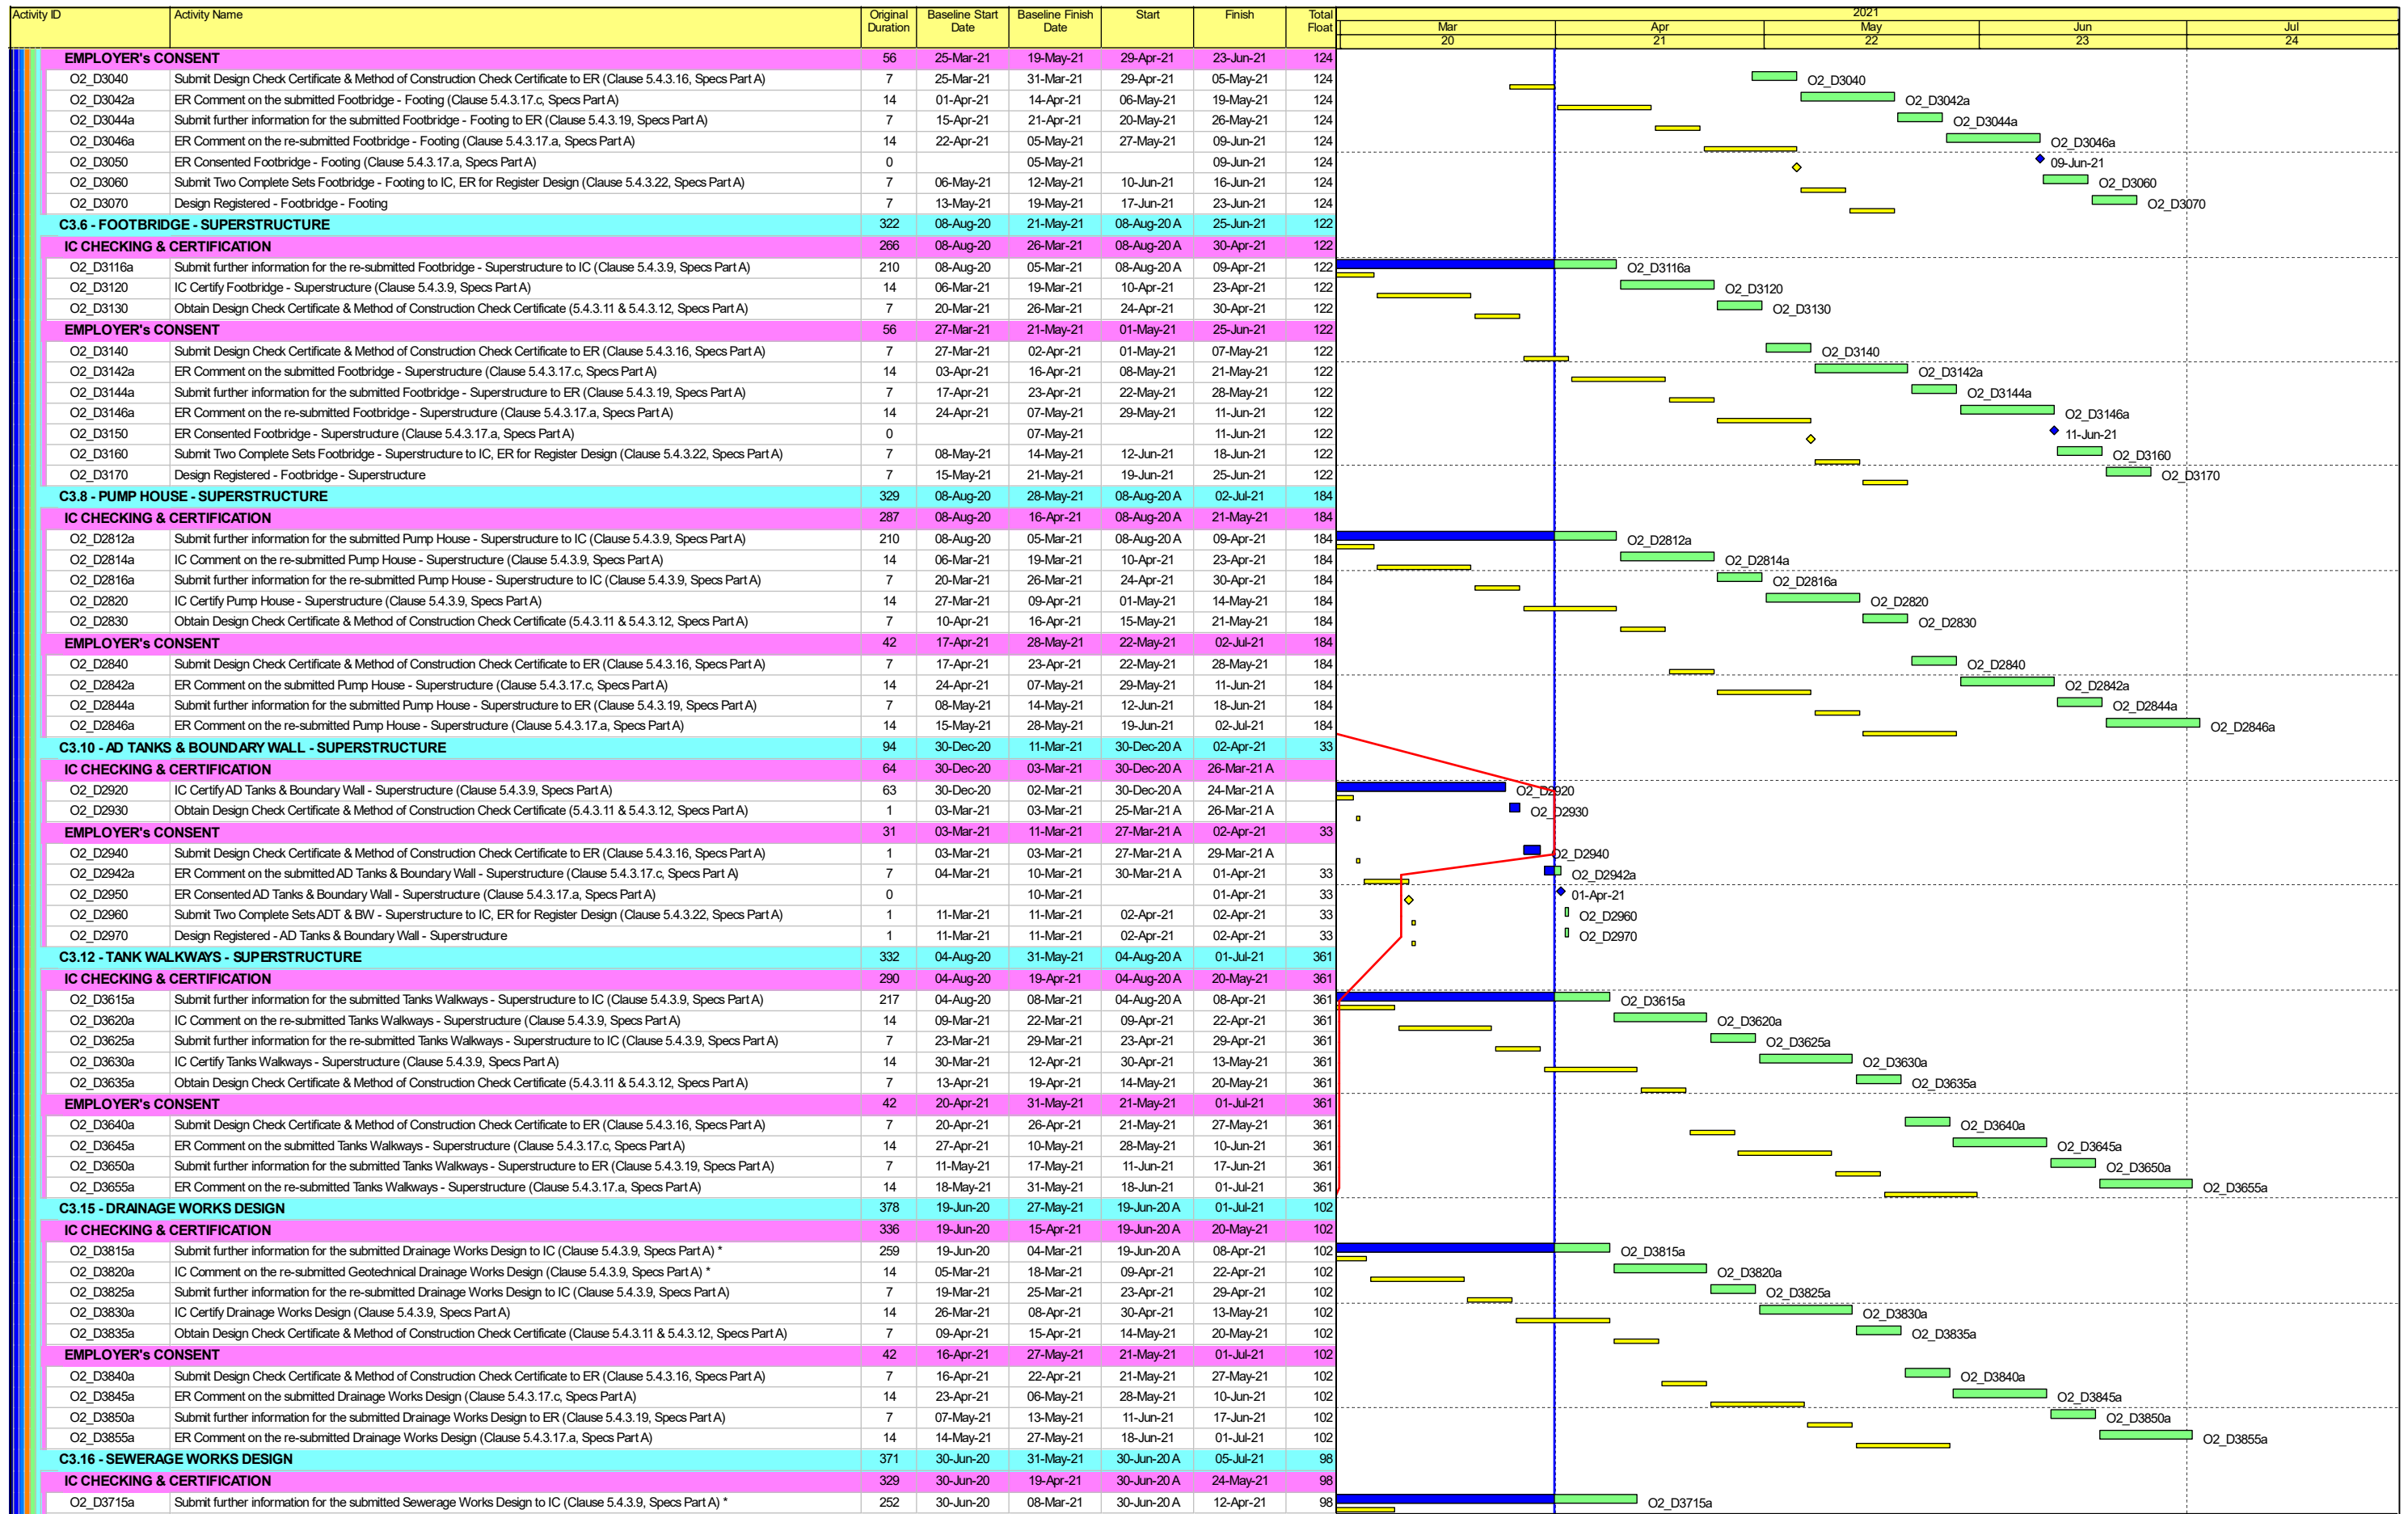 Activity ID Activity Name Original Duration Baseline Start Date Baseline Finish Date Start Finish Total Float 2021
Mar Apr May Jun Jul
20 21 22 23 24
EMPLOYER's CONSENT 56 25-Mar-21 19-May-21 29-Apr-21 23-Jun-21 124
O2_D3040 Submit Design Check Certificate & Method of Construction Check Certificate to ER (Clause 5.4.3.16, Specs Part A) 7 25-Mar-21 31-Mar-21 29-Apr-21 05-May-21 124 O2_D3040
O2_D3042a ER Comment on the submitted Footbridge - Footing (Clause 5.4.3.17.c, Specs Part A) 14 01-Apr-21 14-Apr-21 06-May-21 19-May-21 124 O2_D3042a
O2_D3044a Submit further information for the submitted Footbridge - Footing to ER (Clause 5.4.3.19, Specs Part A) 7 15-Apr-21 21-Apr-21 20-May-21 26-May-21 124 O2_D3044a
O2_D3046a ER Comment on the re-submitted Footbridge - Footing (Clause 5.4.3.17.a, Specs Part A) 14 22-Apr-21 05-May-21 27-May-21 09-Jun-21 124 O2_D3046a
O2_D3050 ER Consented Footbridge - Footing (Clause 5.4.3.17.a, Specs Part A) 0 05-May-21 09-Jun-21 124 09-Jun-21
O2_D3060 Submit Two Complete Sets Footbridge - Footing to IC, ER for Register Design (Clause 5.4.3.22, Specs Part A) 7 06-May-21 12-May-21 10-Jun-21 16-Jun-21 124 O2_D3060
O2_D3070 Design Registered - Footbridge - Footing 7 13-May-21 19-May-21 17-Jun-21 23-Jun-21 124 O2_D3070
C3.6 - FOOTBRIDGE - SUPERSTRUCTURE 322 08-Aug-20 21-May-21 08-Aug-20 A 25-Jun-21 122
IC CHECKING & CERTIFICATION 266 08-Aug-20 26-Mar-21 08-Aug-20 A 30-Apr-21 122
O2_D3116a Submit further information for the re-submitted Footbridge - Superstructure to IC (Clause 5.4.3.9, Specs Part A) 210 08-Aug-20 05-Mar-21 08-Aug-20 A 09-Apr-21 122 O2_D3116a
O2_D3120 IC Certify Footbridge - Superstructure (Clause 5.4.3.9, Specs Part A) 14 06-Mar-21 19-Mar-21 10-Apr-21 23-Apr-21 122 O2_D3120
O2_D3130 Obtain Design Check Certificate & Method of Construction Check Certificate (5.4.3.11 & 5.4.3.12, Specs Part A) 7 20-Mar-21 26-Mar-21 24-Apr-21 30-Apr-21 122 O2_D3130
EMPLOYER's CONSENT 56 27-Mar-21 21-May-21 01-May-21 25-Jun-21 122
O2_D3140 Submit Design Check Certificate & Method of Construction Check Certificate to ER (Clause 5.4.3.16, Specs Part A) 7 27-Mar-21 02-Apr-21 01-May-21 07-May-21 122 O2_D3140
O2_D3142a ER Comment on the submitted Footbridge - Superstructure (Clause 5.4.3.17.c, Specs Part A) 14 03-Apr-21 16-Apr-21 08-May-21 21-May-21 122 O2_D3142a
O2_D3144a Submit further information for the submitted Footbridge - Superstructure to ER (Clause 5.4.3.19, Specs Part A) 7 17-Apr-21 23-Apr-21 22-May-21 28-May-21 122 O2_D3144a
O2_D3146a ER Comment on the re-submitted Footbridge - Superstructure (Clause 5.4.3.17.a, Specs Part A) 14 24-Apr-21 07-May-21 29-May-21 11-Jun-21 122 O2_D3146a
O2_D3150 ER Consented Footbridge - Superstructure (Clause 5.4.3.17.a, Specs Part A) 0 07-May-21 11-Jun-21 122 11-Jun-21
O2_D3160 Submit Two Complete Sets Footbridge - Superstructure to IC, ER for Register Design (Clause 5.4.3.22, Specs Part A) 7 08-May-21 14-May-21 12-Jun-21 18-Jun-21 122 O2_D3160
O2_D3170 Design Registered - Footbridge - Superstructure 7 15-May-21 21-May-21 19-Jun-21 25-Jun-21 122 O2_D3170
C3.8 - PUMP HOUSE - SUPERSTRUCTURE 329 08-Aug-20 28-May-21 08-Aug-20 A 02-Jul-21 184
IC CHECKING & CERTIFICATION 287 08-Aug-20 16-Apr-21 08-Aug-20 A 21-May-21 184
O2_D2812a Submit further information for the submitted Pump House - Superstructure to IC (Clause 5.4.3.9, Specs Part A) 210 08-Aug-20 05-Mar-21 08-Aug-20 A 09-Apr-21 184 O2_D2812a
O2_D2814a IC Comment on the re-submitted Pump House - Superstructure (Clause 5.4.3.9, Specs Part A) 14 06-Mar-21 19-Mar-21 10-Apr-21 23-Apr-21 184 O2_D2814a
O2_D2816a Submit further information for the re-submitted Pump House - Superstructure to IC (Clause 5.4.3.9, Specs Part A) 7 20-Mar-21 26-Mar-21 24-Apr-21 30-Apr-21 184 O2_D2816a
O2_D2820 IC Certify Pump House - Superstructure (Clause 5.4.3.9, Specs Part A) 14 27-Mar-21 09-Apr-21 01-May-21 14-May-21 184 O2_D2820
O2_D2830 Obtain Design Check Certificate & Method of Construction Check Certificate (5.4.3.11 & 5.4.3.12, Specs Part A) 7 10-Apr-21 16-Apr-21 15-May-21 21-May-21 184 O2_D2830
EMPLOYER's CONSENT 42 17-Apr-21 28-May-21 22-May-21 02-Jul-21 184
O2_D2840 Submit Design Check Certificate & Method of Construction Check Certificate to ER (Clause 5.4.3.16, Specs Part A) 7 17-Apr-21 23-Apr-21 22-May-21 28-May-21 184 O2_D2840
O2_D2842a ER Comment on the submitted Pump House - Superstructure (Clause 5.4.3.17.c, Specs Part A) 14 24-Apr-21 07-May-21 29-May-21 11-Jun-21 184 O2_D2842a
O2_D2844a Submit further information for the submitted Pump House - Superstructure to ER (Clause 5.4.3.19, Specs Part A) 7 08-May-21 14-May-21 12-Jun-21 18-Jun-21 184 O2_D2844a
O2_D2846a ER Comment on the re-submitted Pump House - Superstructure (Clause 5.4.3.17.a, Specs Part A) 14 15-May-21 28-May-21 19-Jun-21 02-Jul-21 184 O2_D2846a
C3.10 - AD TANKS & BOUNDARY WALL - SUPERSTRUCTURE 94 30-Dec-20 11-Mar-21 30-Dec-20 A 02-Apr-21 33
IC CHECKING & CERTIFICATION 64 30-Dec-20 03-Mar-21 30-Dec-20 A 26-Mar-21 A
O2_D2920 IC Certify AD Tanks & Boundary Wall - Superstructure (Clause 5.4.3.9, Specs Part A) 63 30-Dec-20 02-Mar-21 30-Dec-20 A 24-Mar-21 A O2_D2920
O2_D2930 Obtain Design Check Certificate & Method of Construction Check Certificate (5.4.3.11 & 5.4.3.12, Specs Part A) 1 03-Mar-21 03-Mar-21 25-Mar-21 A 26-Mar-21 A O2_D2930
EMPLOYER's CONSENT 31 03-Mar-21 11-Mar-21 27-Mar-21 A 02-Apr-21 33
O2_D2940 Submit Design Check Certificate & Method of Construction Check Certificate to ER (Clause 5.4.3.16, Specs Part A) 1 03-Mar-21 03-Mar-21 27-Mar-21 A 29-Mar-21 A O2_D2940
O2_D2942a ER Comment on the submitted AD Tanks & Boundary Wall - Superstructure (Clause 5.4.3.17.c, Specs Part A) 7 04-Mar-21 10-Mar-21 30-Mar-21 A 01-Apr-21 33 O2_D2942a
O2_D2950 ER Consented AD Tanks & Boundary Wall - Superstructure (Clause 5.4.3.17.a, Specs Part A) 0 10-Mar-21 01-Apr-21 33 01-Apr-21
O2_D2960 Submit Two Complete Sets ADT & BW - Superstructure to IC, ER for Register Design (Clause 5.4.3.22, Specs Part A) 1 11-Mar-21 11-Mar-21 02-Apr-21 02-Apr-21 33 O2_D2960
O2_D2970 Design Registered - AD Tanks & Boundary Wall - Superstructure 1 11-Mar-21 11-Mar-21 02-Apr-21 02-Apr-21 33 O2_D2970
C3.12 - TANK WALKWAYS - SUPERSTRUCTURE 332 04-Aug-20 31-May-21 04-Aug-20 A 01-Jul-21 361
IC CHECKING & CERTIFICATION 290 04-Aug-20 19-Apr-21 04-Aug-20 A 20-May-21 361
O2_D3615a Submit further information for the submitted Tanks Walkways - Superstructure to IC (Clause 5.4.3.9, Specs Part A) 217 04-Aug-20 08-Mar-21 04-Aug-20 A 08-Apr-21 361 O2_D3615a
O2_D3620a IC Comment on the re-submitted Tanks Walkways - Superstructure (Clause 5.4.3.9, Specs Part A) 14 09-Mar-21 22-Mar-21 09-Apr-21 22-Apr-21 361 O2_D3620a
O2_D3625a Submit further information for the re-submitted Tanks Walkways - Superstructure to IC (Clause 5.4.3.9, Specs Part A) 7 23-Mar-21 29-Mar-21 23-Apr-21 29-Apr-21 361 O2_D3625a
O2_D3630a IC Certify Tanks Walkways - Superstructure (Clause 5.4.3.9, Specs Part A) 14 30-Mar-21 12-Apr-21 30-Apr-21 13-May-21 361 O2_D3630a
O2_D3635a Obtain Design Check Certificate & Method of Construction Check Certificate (5.4.3.11 & 5.4.3.12, Specs Part A) 7 13-Apr-21 19-Apr-21 14-May-21 20-May-21 361 O2_D3635a
EMPLOYER's CONSENT 42 20-Apr-21 31-May-21 21-May-21 01-Jul-21 361
O2_D3640a Submit Design Check Certificate & Method of Construction Check Certificate to ER (Clause 5.4.3.16, Specs Part A) 7 20-Apr-21 26-Apr-21 21-May-21 27-May-21 361 O2_D3640a
O2_D3645a ER Comment on the submitted Tanks Walkways - Superstructure (Clause 5.4.3.17.c, Specs Part A) 14 27-Apr-21 10-May-21 28-May-21 10-Jun-21 361 O2_D3645a
O2_D3650a Submit further information for the submitted Tanks Walkways - Superstructure to ER (Clause 5.4.3.19, Specs Part A) 7 11-May-21 17-May-21 11-Jun-21 17-Jun-21 361 O2_D3650a
O2_D3655a ER Comment on the re-submitted Tanks Walkways - Superstructure (Clause 5.4.3.17.a, Specs Part A) 14 18-May-21 31-May-21 18-Jun-21 01-Jul-21 361 O2_D3655a
C3.15 - DRAINAGE WORKS DESIGN 378 19-Jun-20 27-May-21 19-Jun-20 A 01-Jul-21 102
IC CHECKING & CERTIFICATION 336 19-Jun-20 15-Apr-21 19-Jun-20 A 20-May-21 102
O2_D3815a Submit further information for the submitted Drainage Works Design to IC (Clause 5.4.3.9, Specs Part A) * 259 19-Jun-20 04-Mar-21 19-Jun-20 A 08-Apr-21 102 O2_D3815a
O2_D3820a IC Comment on the re-submitted Geotechnical Drainage Works Design (Clause 5.4.3.9, Specs Part A) * 14 05-Mar-21 18-Mar-21 09-Apr-21 22-Apr-21 102 O2_D3820a
O2_D3825a Submit further information for the re-submitted Drainage Works Design to IC (Clause 5.4.3.9, Specs Part A) 7 19-Mar-21 25-Mar-21 23-Apr-21 29-Apr-21 102 O2_D3825a
O2_D3830a IC Certify Drainage Works Design (Clause 5.4.3.9, Specs Part A) 14 26-Mar-21 08-Apr-21 30-Apr-21 13-May-21 102 O2_D3830a
O2_D3835a Obtain Design Check Certificate & Method of Construction Check Certificate (Clause 5.4.3.11 & 5.4.3.12, Specs Part A) 7 09-Apr-21 15-Apr-21 14-May-21 20-May-21 102 O2_D3835a
EMPLOYER's CONSENT 42 16-Apr-21 27-May-21 21-May-21 01-Jul-21 102
O2_D3840a Submit Design Check Certificate & Method of Construction Check Certificate to ER (Clause 5.4.3.16, Specs Part A) 7 16-Apr-21 22-Apr-21 21-May-21 27-May-21 102 O2_D3840a
O2_D3845a ER Comment on the submitted Drainage Works Design (Clause 5.4.3.17.c, Specs Part A) 14 23-Apr-21 06-May-21 28-May-21 10-Jun-21 102 O2_D3845a
O2_D3850a Submit further information for the submitted Drainage Works Design to ER (Clause 5.4.3.19, Specs Part A) 7 07-May-21 13-May-21 11-Jun-21 17-Jun-21 102 O2_D3850a
O2_D3855a ER Comment on the re-submitted Drainage Works Design (Clause 5.4.3.17.a, Specs Part A) 14 14-May-21 27-May-21 18-Jun-21 01-Jul-21 102 O2_D3855a
C3.16 - SEWERAGE WORKS DESIGN 371 30-Jun-20 31-May-21 30-Jun-20 A 05-Jul-21 98
IC CHECKING & CERTIFICATION 329 30-Jun-20 19-Apr-21 30-Jun-20 A 24-May-21 98
O2_D3715a Submit further information for the submitted Sewerage Works Design to IC (Clause 5.4.3.9, Specs Part A) * 252 30-Jun-20 08-Mar-21 30-Jun-20 A 12-Apr-21 98 O2_D3715a